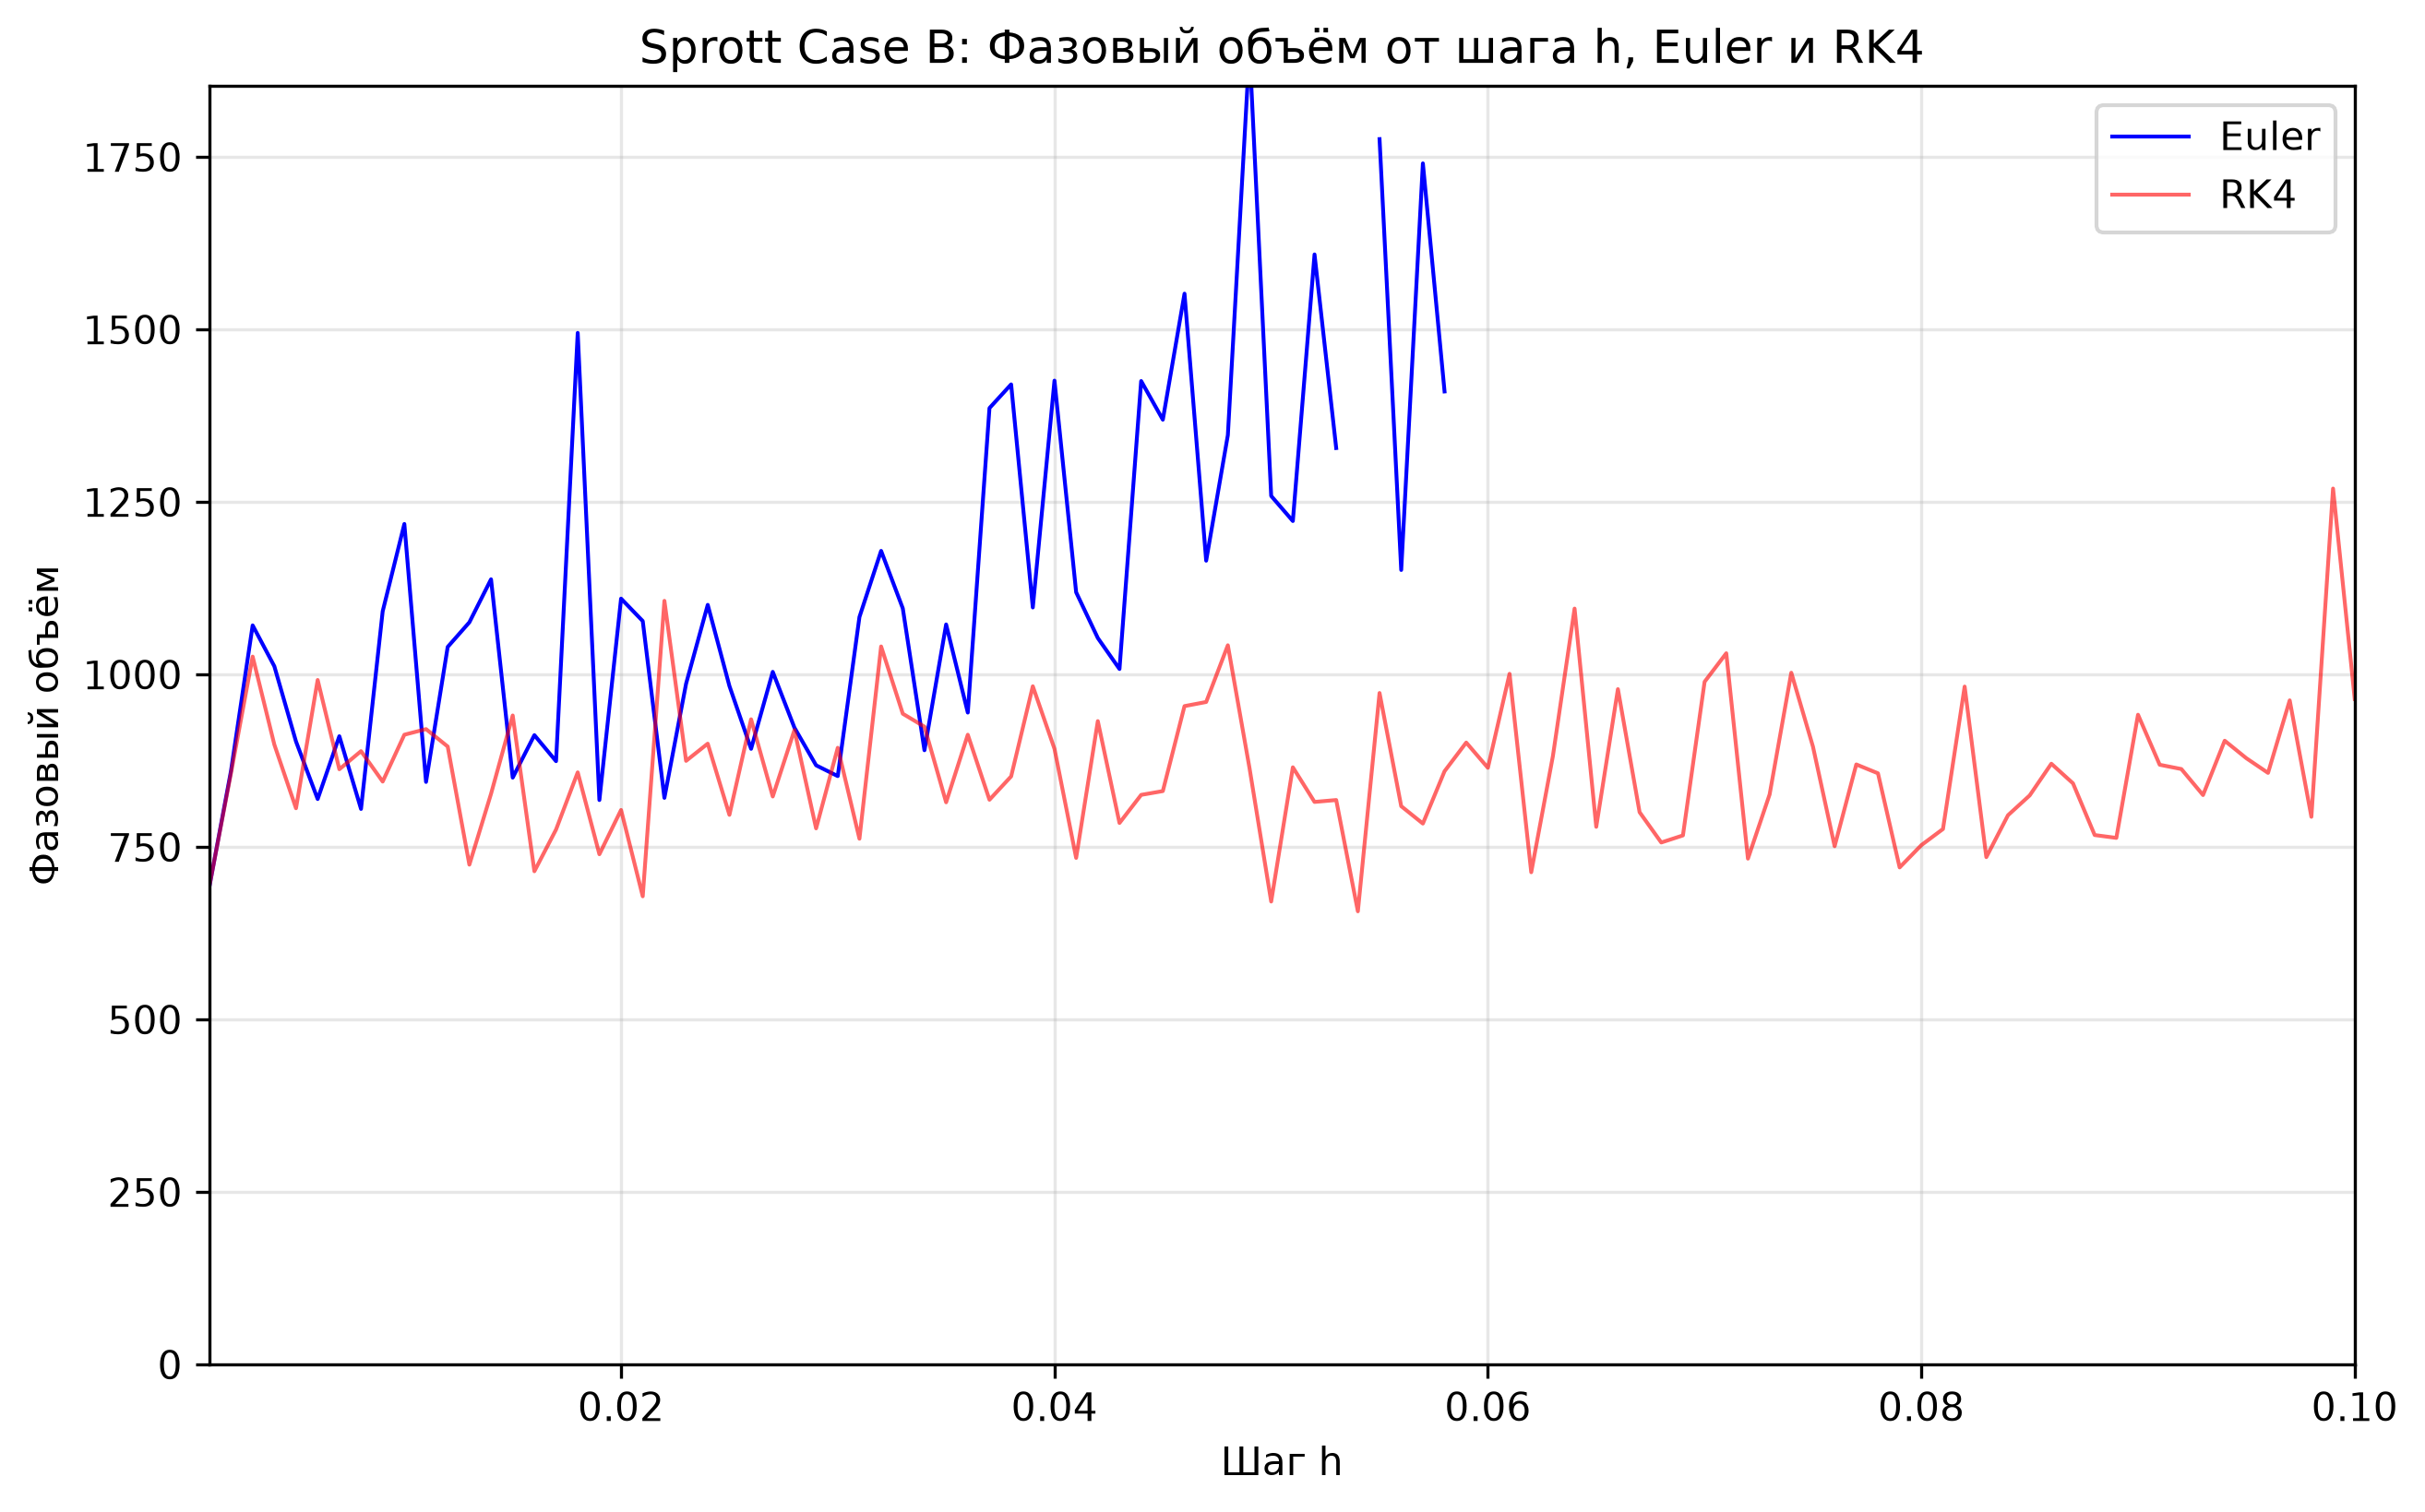 Sprott Case B: Фазовый объём от шага h, Euler и RK4
Euler
RK4
Фазовый объём
1750
1500
1250
1000
750
500
250
0
0.02
0.04
0.06
0.08
0.10
Шаг h